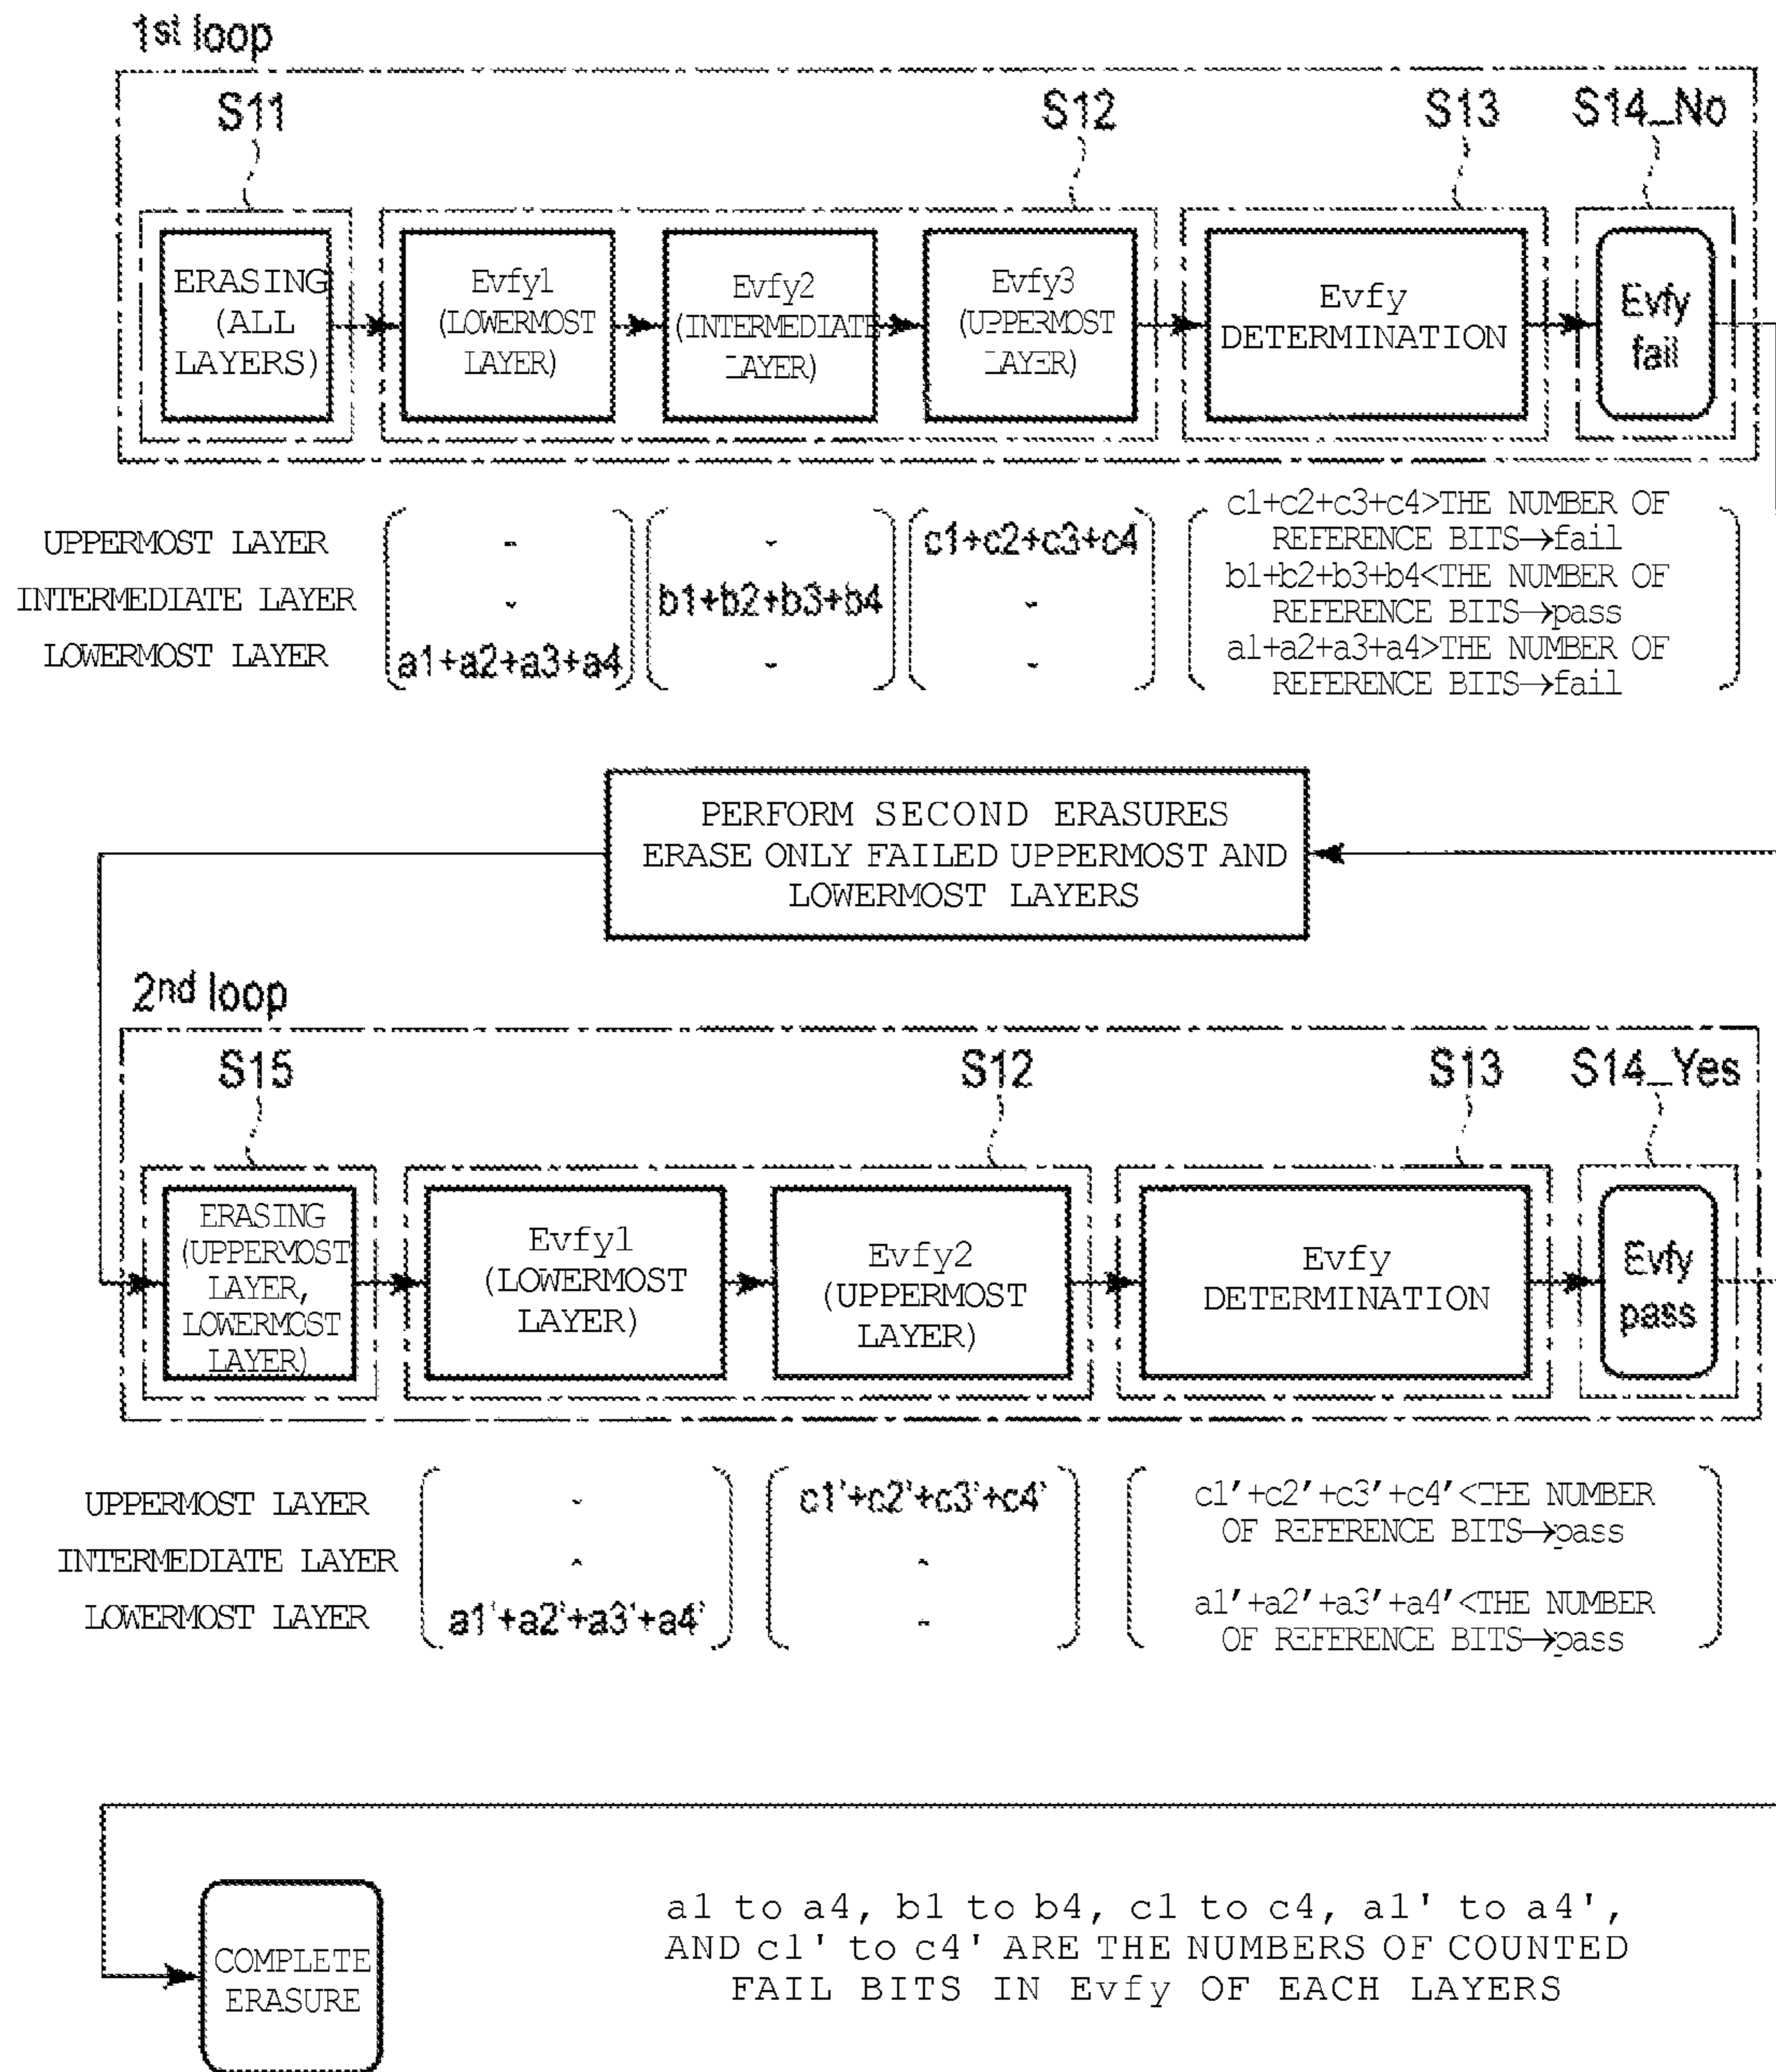 1st loop
S11
S12
S13
S14_No
ERASING
(ALL
LAYERS)
Evfy1
(LOWERMOST
LAYER)
Evfy2
(INTERMEDIATE
LAYER)
Evfy3
(UPPERMOST
LAYER)
Evfy
DETERMINATION
Evfy
fail
UPPERMOST LAYER
INTERMEDIATE LAYER
LOWERMOST LAYER
-
-
a1+a2+a3+a4
-
b1+b2+b3+b4
-
c1+c2+c3+c4
-
-
c1+c2+c3+c4>THE NUMBER OF
REFERENCE BITS→fail
b1+b2+b3+b4<THE NUMBER OF
REFERENCE BITS→pass
a1+a2+a3+a4>THE NUMBER OF
REFERENCE BITS→fail
PERFORM SECOND ERASURES
ERASE ONLY FAILED UPPERMOST AND
LOWERMOST LAYERS
2nd loop
S15
S12
S13
S14_Yes
ERASING
(UPPERMOST
LAYER,
LOWERMOST
LAYER)
Evfy1
(LOWERMOST
LAYER)
Evfy2
(UPPERMOST
LAYER)
Evfy
DETERMINATION
Evfy
pass
UPPERMOST LAYER
INTERMEDIATE LAYER
LOWERMOST LAYER
-
-
a1'+a2'+a3'+a4'
c1'+c2'+c3'+c4'
-
-
c1'+c2'+c3'+c4'<THE NUMBER
OF REFERENCE BITS→pass
a1'+a2'+a3'+a4'<THE NUMBER
OF REFERENCE BITS→pass
COMPLETE
ERASURE
a1 to a4, b1 to b4, c1 to c4, a1' to a4',
AND c1' to c4' ARE THE NUMBERS OF COUNTED
FAIL BITS IN Evfy OF EACH LAYERS